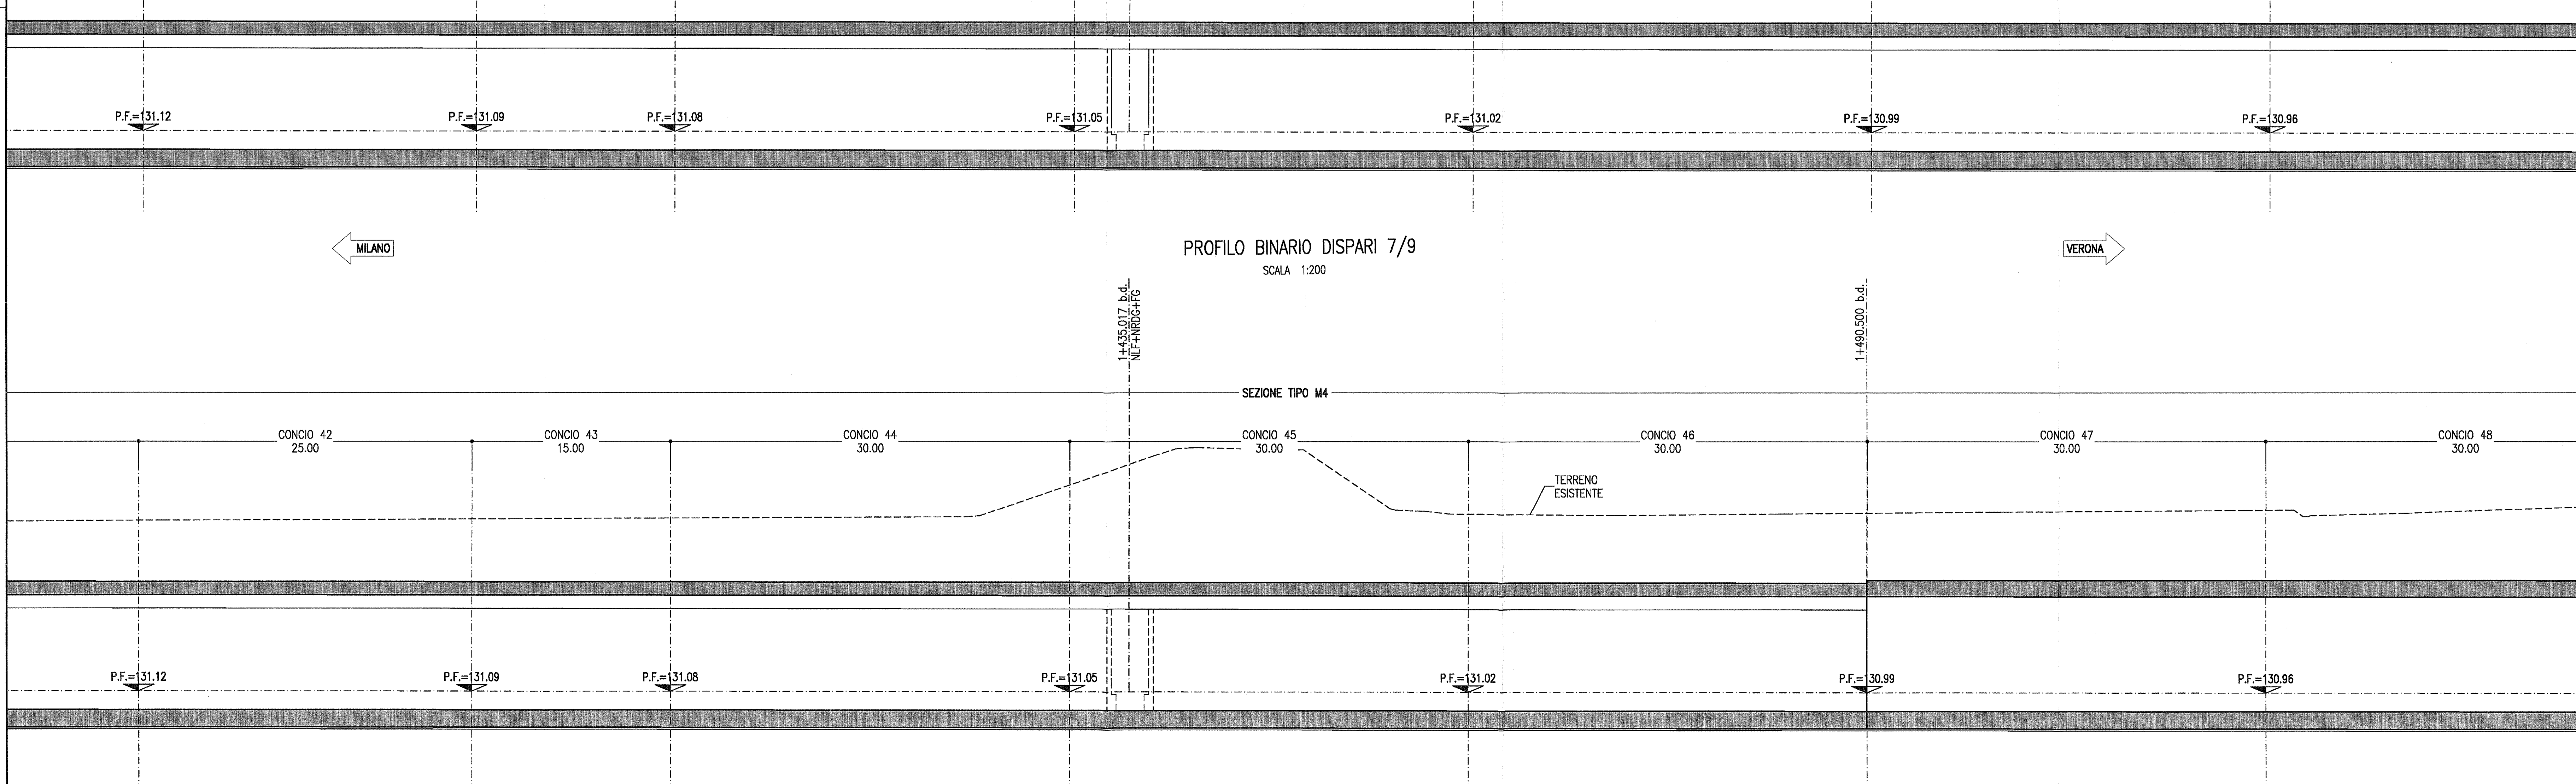 P.F.=131.12
P.F.=131.09
P.F.=131.08
P.F.=131.05
P.F.=131.02
P.F.=130.99
P.F.=130.96
MILANO
PROFILO BINARIO DISPARI 7/9
VERONA
SCALA 1:200
1+435.017 b.d.
NLF+NRDG+FG
1+490.500 b.d.
SEZIONE TIPO M4
CONCIO 42
25.00
CONCIO 43
15.00
CONCIO 44
30.00
CONCIO 45
30.00
CONCIO 46
30.00
CONCIO 47
30.00
CONCIO 48
30.00
TERRENO
ESISTENTE
P.F.=131.12
P.F.=131.09
P.F.=131.08
P.F.=131.05
P.F.=131.02
P.F.=130.99
P.F.=130.96